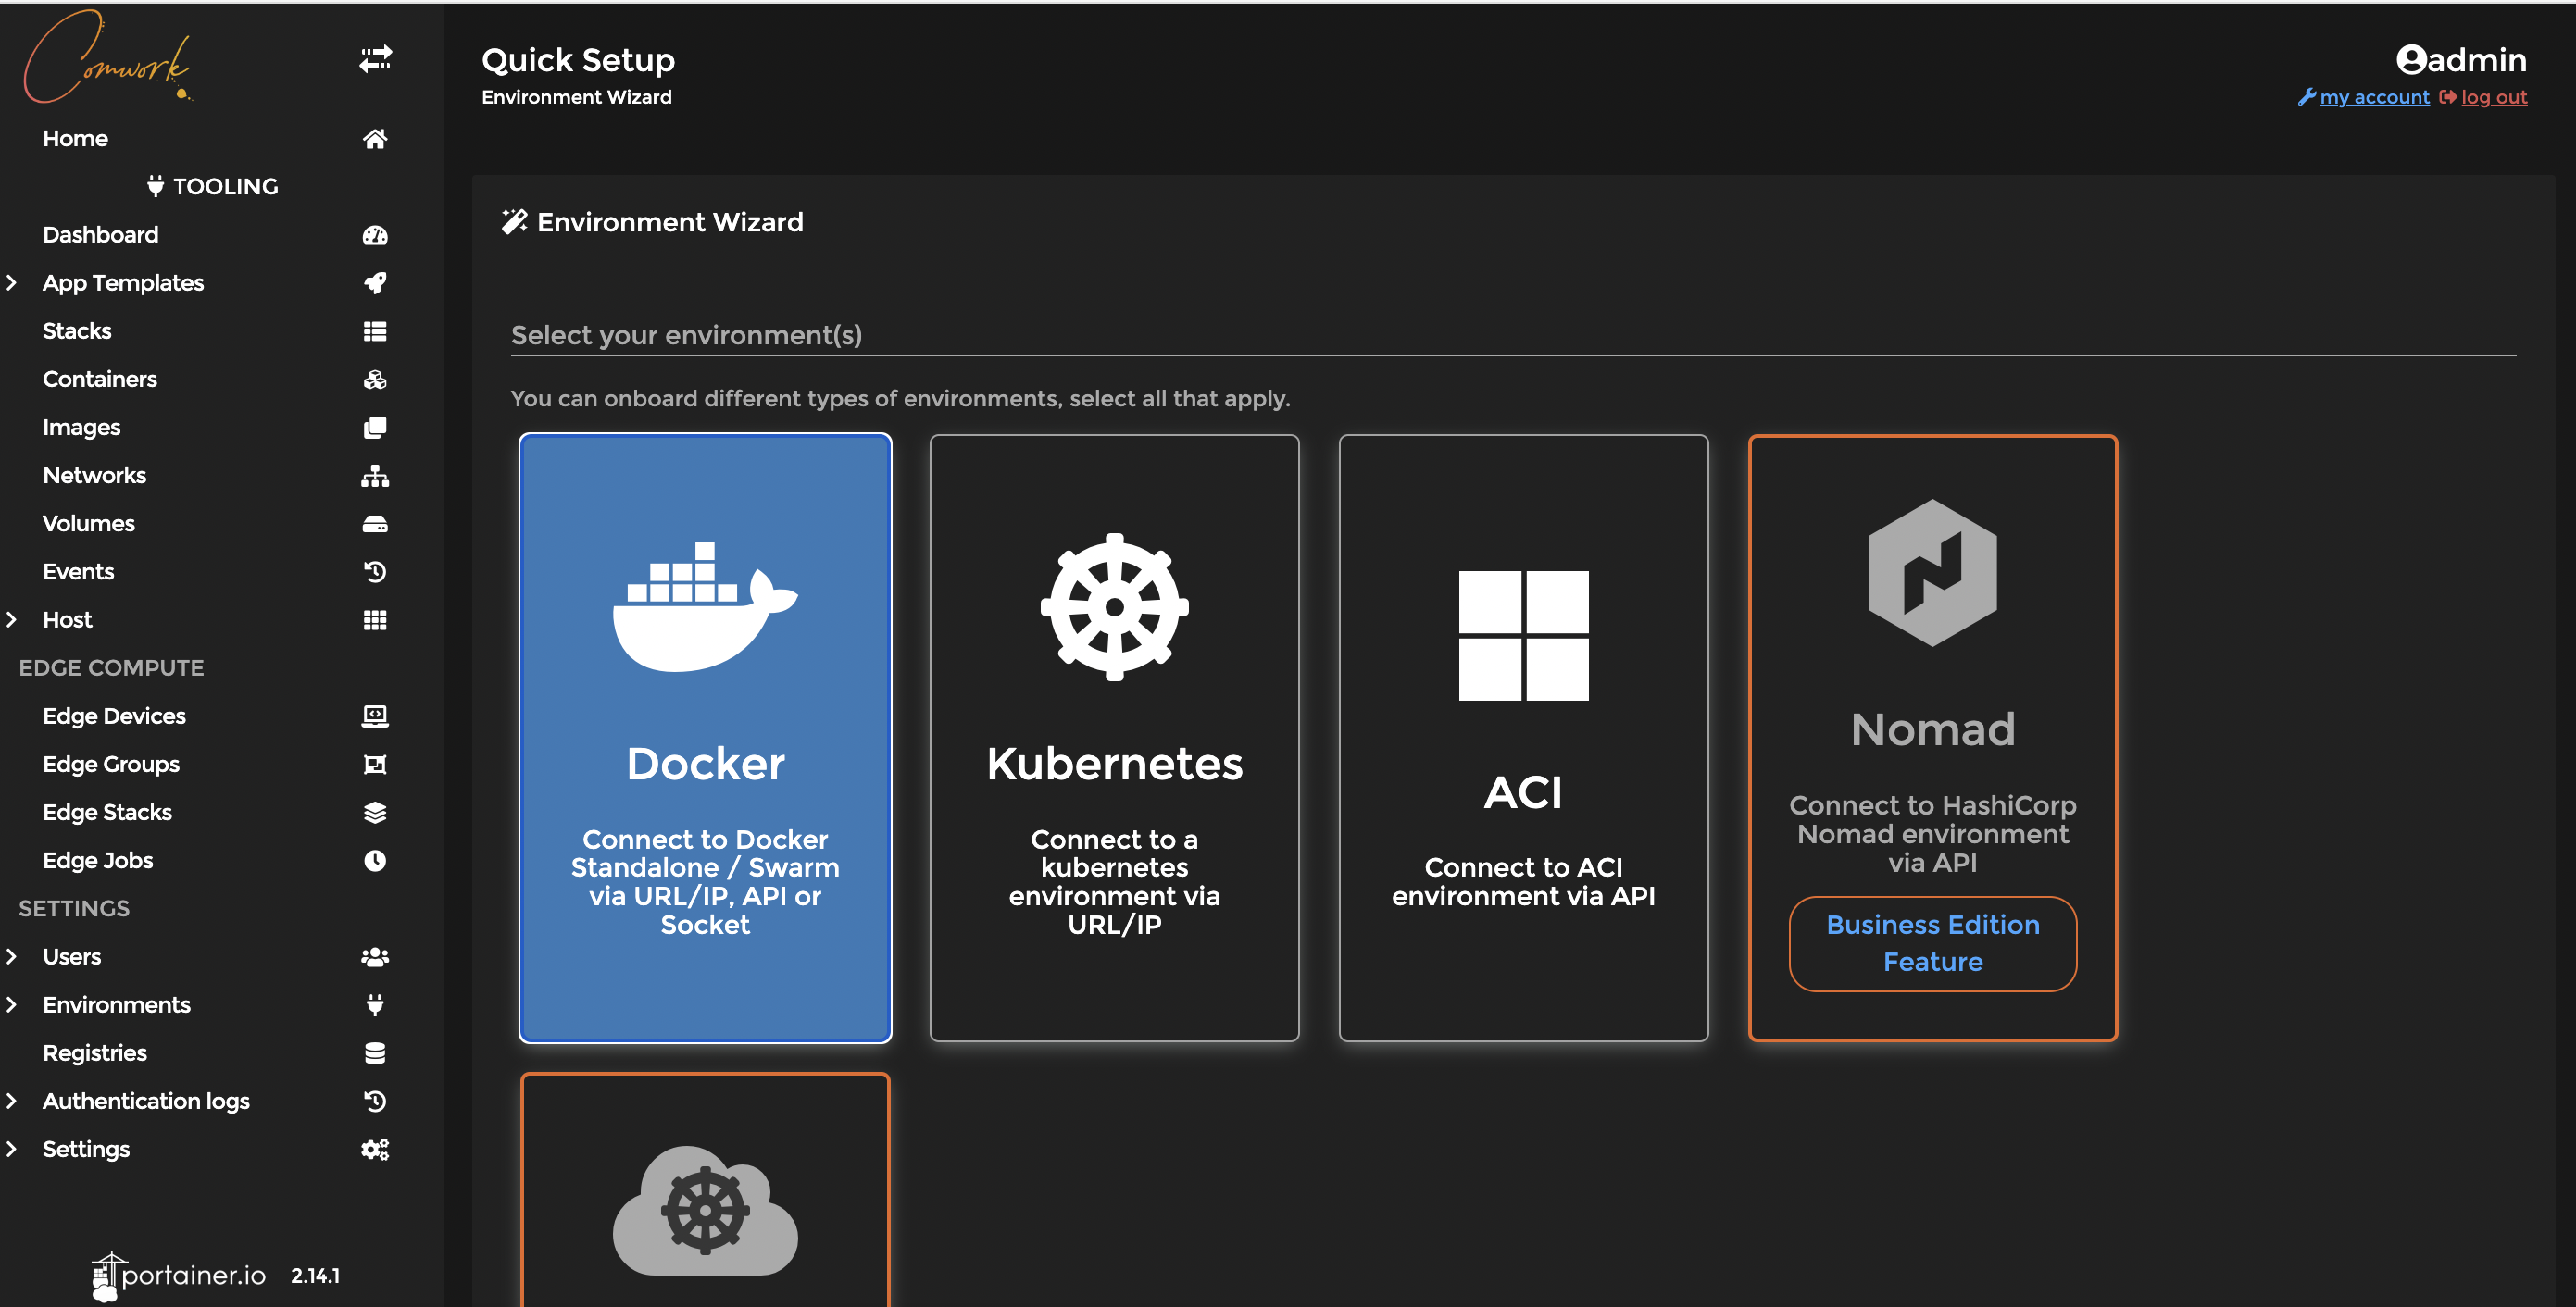 Comwork
Home
TOOLING
Dashboard
App Templates
Stacks
Containers
Images
Networks
Volumes
Events
Host
EDGE COMPUTE
Edge Devices
Edge Groups
Edge Stacks
Edge Jobs
SETTINGS
Users
Environments
Registries
Authentication logs
Settings
portainer.io 2.14.1
Quick Setup
Environment Wizard
admin
my account log out
Environment Wizard
Select your environment(s)
You can onboard different types of environments, select all that apply.
Docker
Connect to Docker
Standalone / Swarm
via URL/IP, API or
Socket
Kubernetes
Connect to a
kubernetes
environment via
URL/IP
ACI
Connect to ACI
environment via API
Nomad
Connect to HashiCorp
Nomad environment
via API
Business Edition
Feature